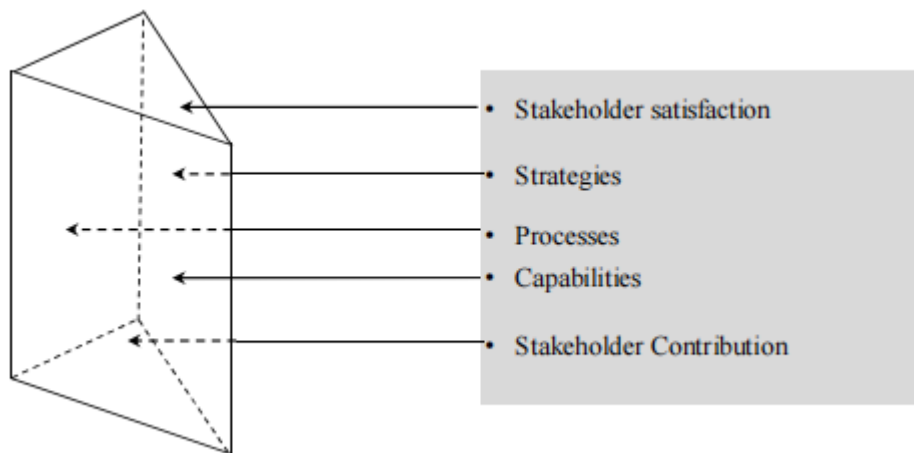 • Stakeholder satisfaction
• Strategies
• Processes
• Capabilities
• Stakeholder Contribution